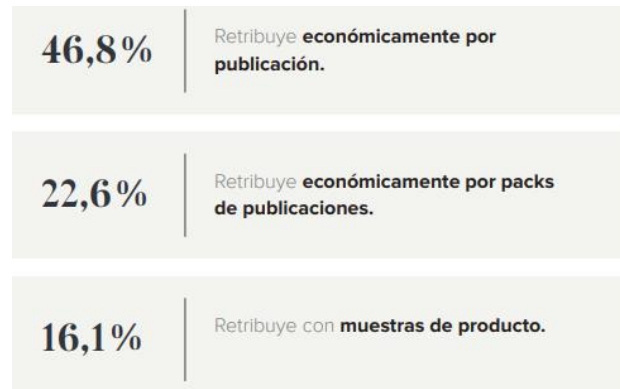 46,8%
Retribuye económicamente por
publicación.
22,6%
Retribuye económicamente por packs
de publicaciones.
16,1%
Retribuye con muestras de producto.